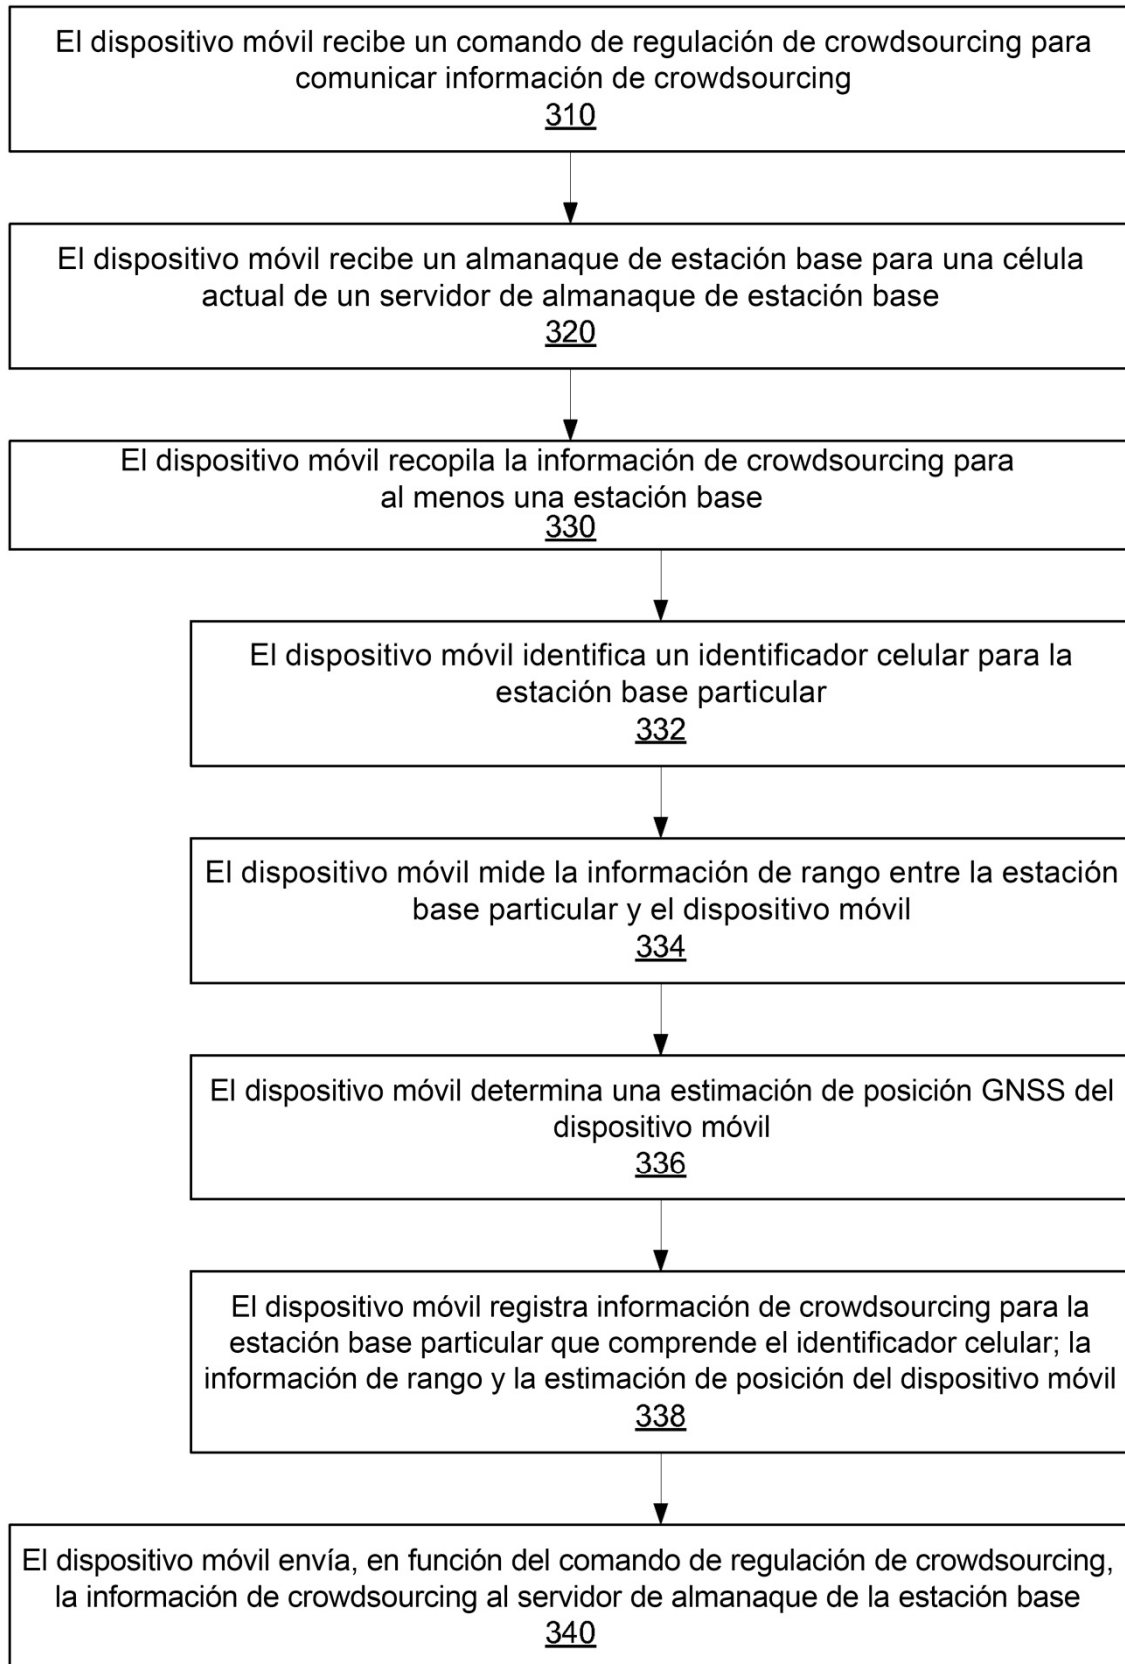 El dispositivo móvil recibe un comando de regulación de crowdsourcing para
comunicar información de crowdsourcing
310
El dispositivo móvil recibe un almanaque de estación base para una célula
actual de un servidor de almanaque de estación base
320
El dispositivo móvil recopila la información de crowdsourcing para
al menos una estación base
330
El dispositivo móvil identifica un identificador celular para la
estación base particular
332
El dispositivo móvil mide la información de rango entre la estación
base particular y el dispositivo móvil
334
El dispositivo móvil determina una estimación de posición GNSS del
dispositivo móvil
336
El dispositivo móvil registra información de crowdsourcing para la
estación base particular que comprende el identificador celular; la
información de rango y la estimación de posición del dispositivo móvil
338
El dispositivo móvil envía, en función del comando de regulación de crowdsourcing,
la información de crowdsourcing al servidor de almanaque de la estación base
340